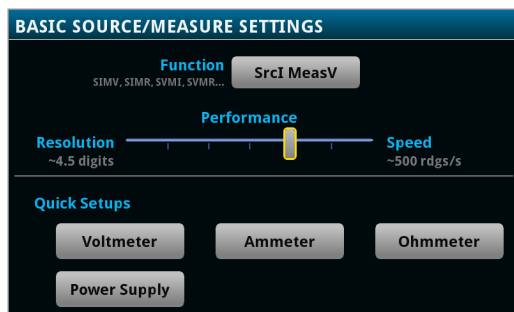 BASIC SOURCE/MEASURE SETTINGS
Function
SIMV, SIMR, SVMI, SVMR...
SrcI MeasV
Performance
Resolution
~4.5 digits
Speed
~500 rdgs/s
Quick Setups
Voltmeter
Ammeter
Ohmmeter
Power Supply